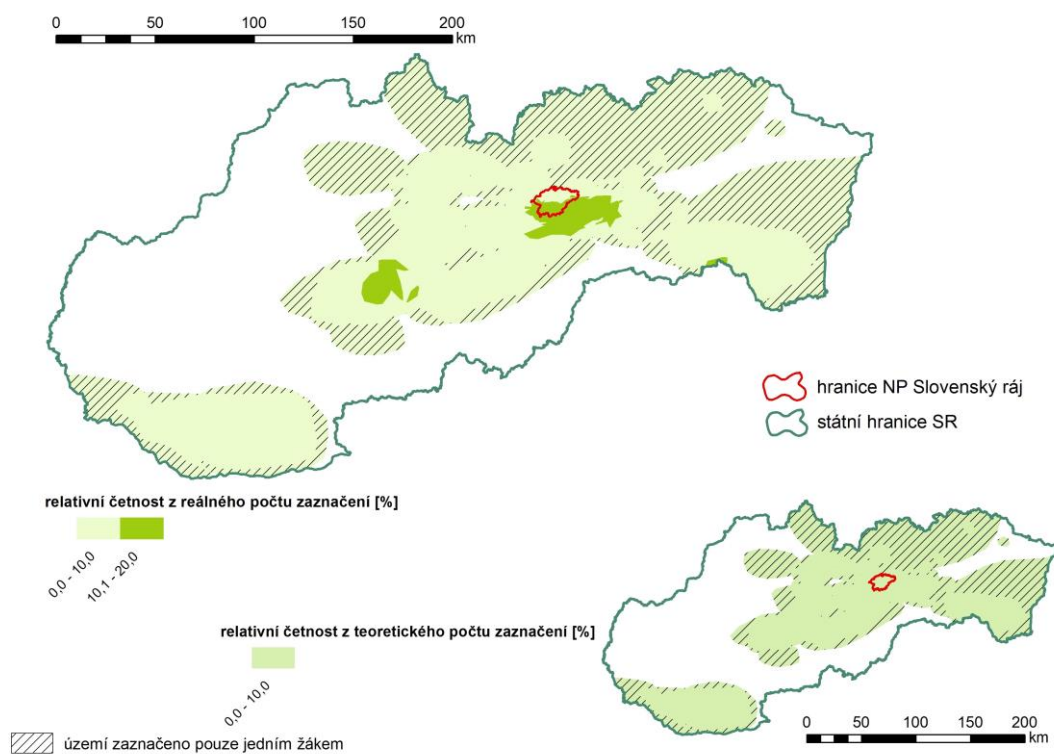 0 50 100 150 200
km
hranice NP Slovenský ráj
státní hranice SR
relativní četnost z reálného počtu zaznačení [%]
0,0 - 10,0
10,1 - 20,0
relativní četnost z teoretického počtu zaznačení [%]
0,0 - 10,0
území zaznačeno pouze jedním žákem
0 50 100 150 200
km